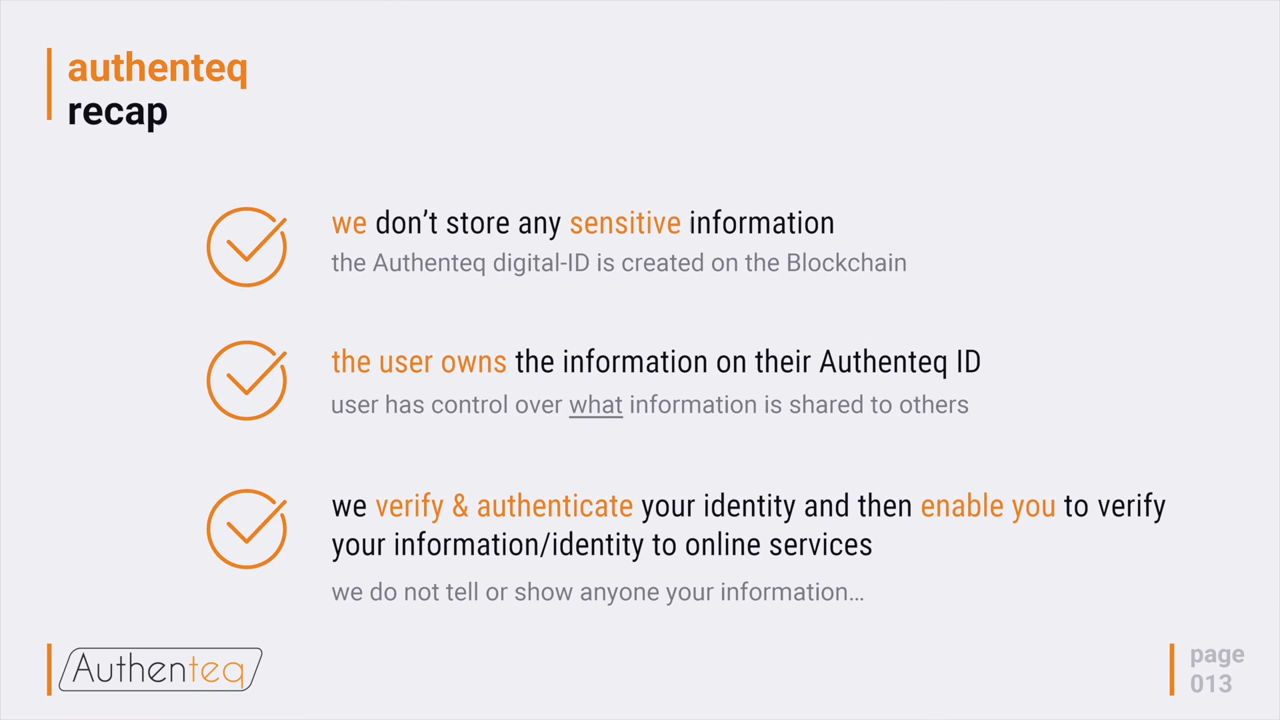 authenteq
recap
we don’t store any sensitive information
the Authenteq digital-ID is created on the Blockchain
the user owns the information on their Authenteq ID
user has control over what information is shared to others
we verify & authenticate your identity and then enable you to verify
your information/identity to online services
we do not tell or show anyone your information…
Authenteq
page
013